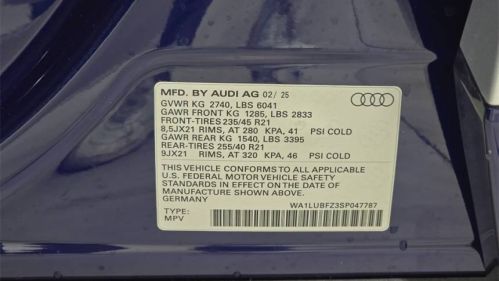 MFD. BY AUDI AG 02/ 25
GVWR KG 2740, LBS 6041
GAWR FRONT KG 1285, LBS 2833
FRONT-TIRES 235/45 R21
8,5JX21 RIMS, AT 280 KPA, 41 PSI COLD
GAWR REAR KG 1540, LBS 3395
REAR-TIRES 255/40 R21
9JX21 RIMS, AT 320 KPA, 46 PSI COLD
THIS VEHICLE CONFORMS TO ALL APPLICABLE
U.S. FEDERAL MOTOR VEHICLE SAFETY
STANDARDS IN EFFECT ON THE DATE OF
MANUFACTURE SHOWN ABOVE.
GERMANY WA1LUBFZ3SP047787
TYPE:
MPV